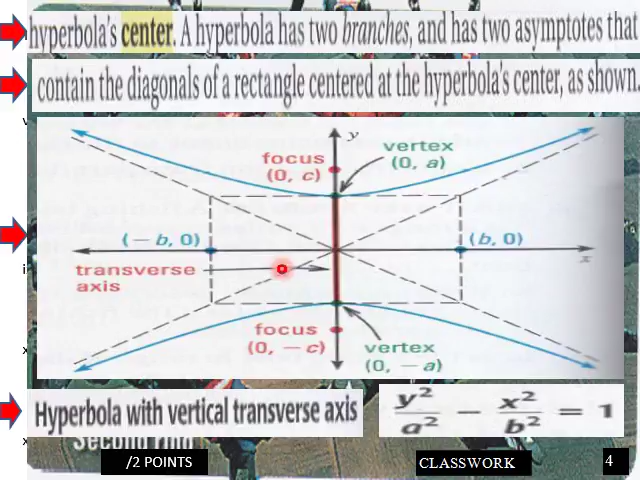 hyperbola's center. A hyperbola has two branches, and has two asymptotes that
contain the diagonals of a rectangle centered at the hyperbola's center, as shown.
y
vertex
(0, a)
focus
(0, c)
(−b, 0)
(b, 0)
x
transverse
axis
focus
(0, −c)
vertex
(0, −a)
Hyperbola with vertical transverse axis
y²/a² − x²/b² = 1
/2 POINTS
CLASSWORK
4